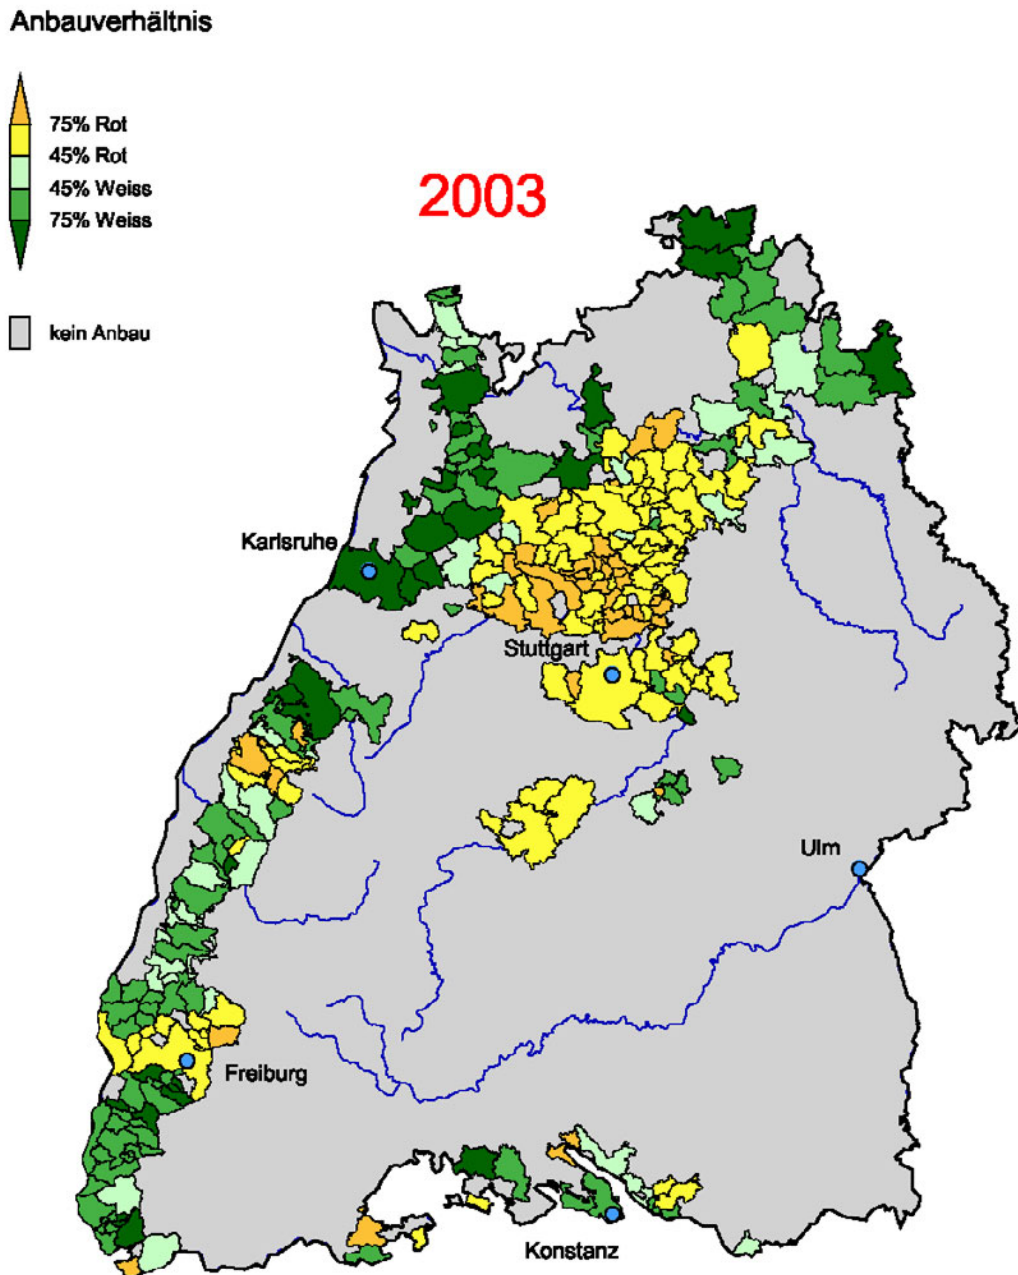 Anbauverhältnis
75% Rot
45% Rot
45% Weiss
75% Weiss
kein Anbau
2003
Karlsruhe
Stuttgart
Ulm
Freiburg
Konstanz